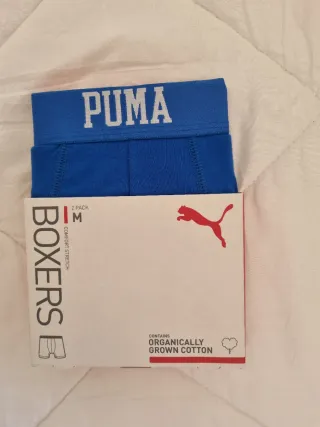 PUMA
2 PACK
M
BOXERS
COMFORT STRETCH
CONTAINS
ORGANICALLY
GROWN COTTON